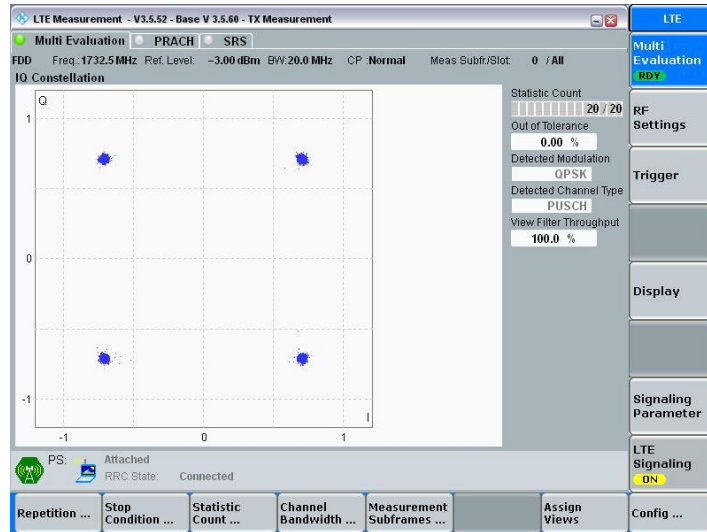 LTE Measurement - V3.5.52 - Base V 3.5.60 - TX Measurement
LTE
Multi Evaluation PRACH SRS
FDD Freq.:1732.5 MHz Ref. Level: -3.00 dBm BW:20.0 MHz CP :Normal Meas Subfr./Slot: 0 / All
IQ Constellation
Q
1
0
-1
-1 0 1
I
Statistic Count
20 / 20
Out of Tolerance
0.00 %
Detected Modulation
QPSK
Detected Channel Type
PUSCH
View Filter Throughput
100.0 %
Multi
Evaluation
RDY
RF
Settings
Trigger
Display
Signaling
Parameter
LTE
Signaling
ON
PS: Attached
RRC State: Connected
Repetition ...
Stop
Condition ...
Statistic
Count ...
Channel
Bandwidth ...
Measurement
Subframes ...
Assign
Views
Config ...